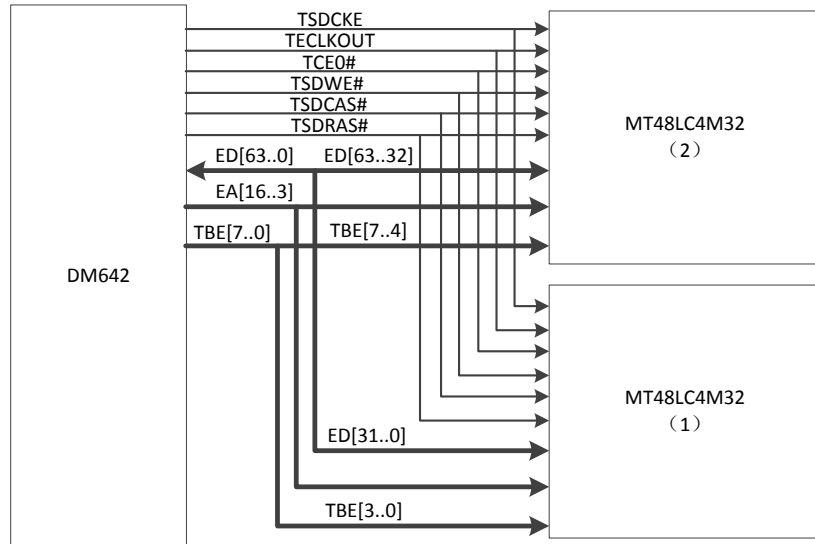 TSDCKE
TECLKOUT
TCE0#
TSDWE#
TSDCAS#
TSDRAS#
ED[63..0] ED[63..32]
EA[16..3]
TBE[7..0] TBE[7..4]
DM642
MT48LC4M32
（2）
MT48LC4M32
（1）
ED[31..0]
TBE[3..0]